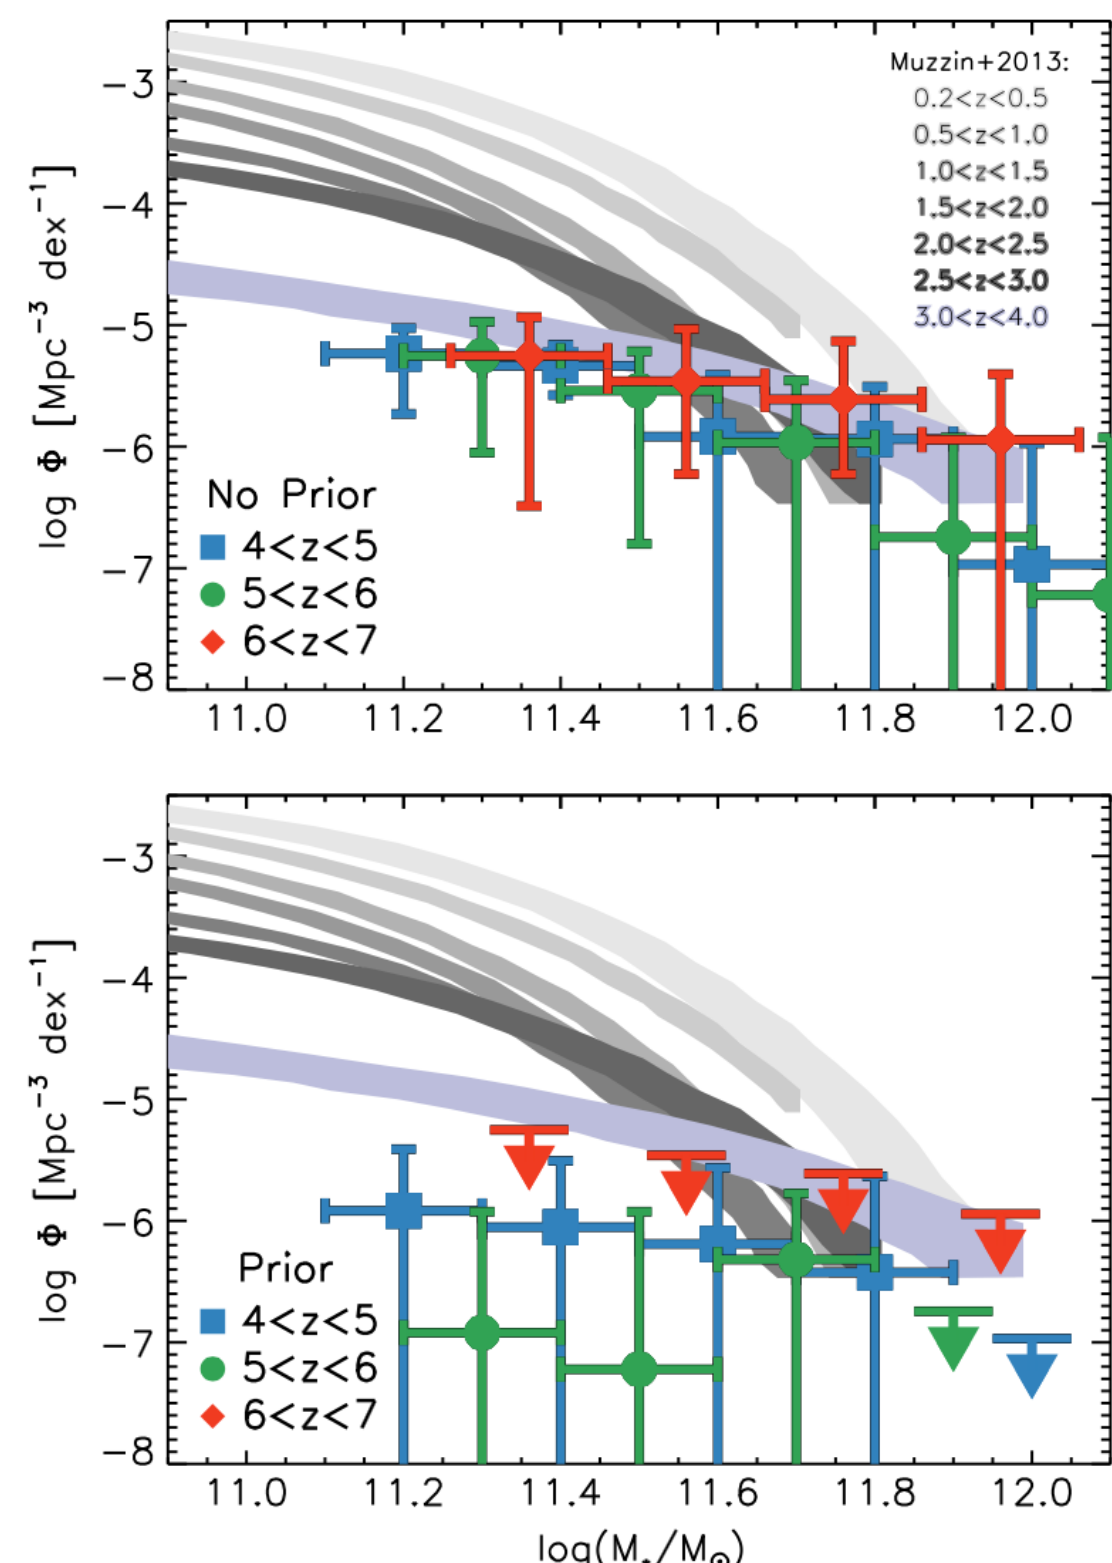 Muzzin+2013:
0.2<z<0.5
0.5<z<1.0
1.0<z<1.5
1.5<z<2.0
2.0<z<2.5
2.5<z<3.0
3.0<z<4.0
−3
−4
−5
−6
−7
−8
log Φ [Mpc⁻³ dex⁻¹]
No Prior
4<z<5
5<z<6
6<z<7
11.0 11.2 11.4 11.6 11.8 12.0
−3
−4
−5
−6
−7
−8
log Φ [Mpc⁻³ dex⁻¹]
Prior
4<z<5
5<z<6
6<z<7
11.0 11.2 11.4 11.6 11.8 12.0
log(M⁎/M☉)